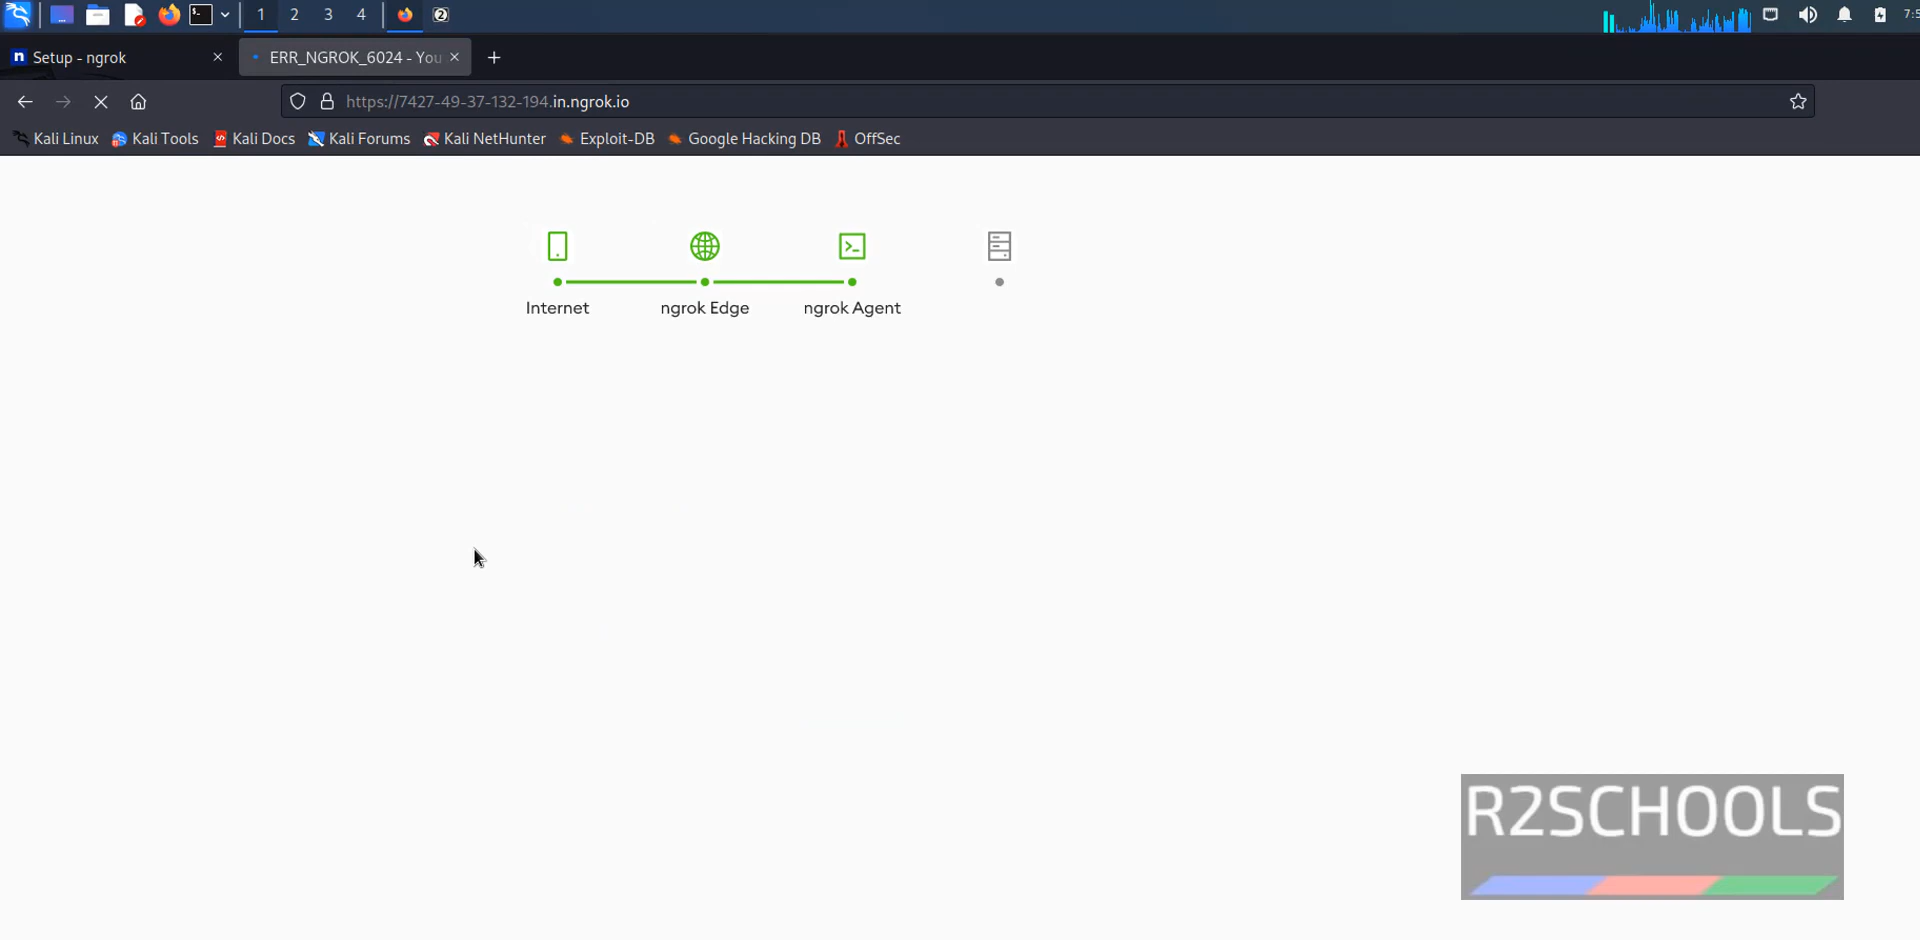 1 2 3 4
Setup - ngrok
ERR_NGROK_6024 - You
https://7427-49-37-132-194.in.ngrok.io
Kali Linux Kali Tools Kali Docs Kali Forums Kali NetHunter Exploit-DB Google Hacking DB OffSec
Internet ngrok Edge ngrok Agent
R2SCHOOLS